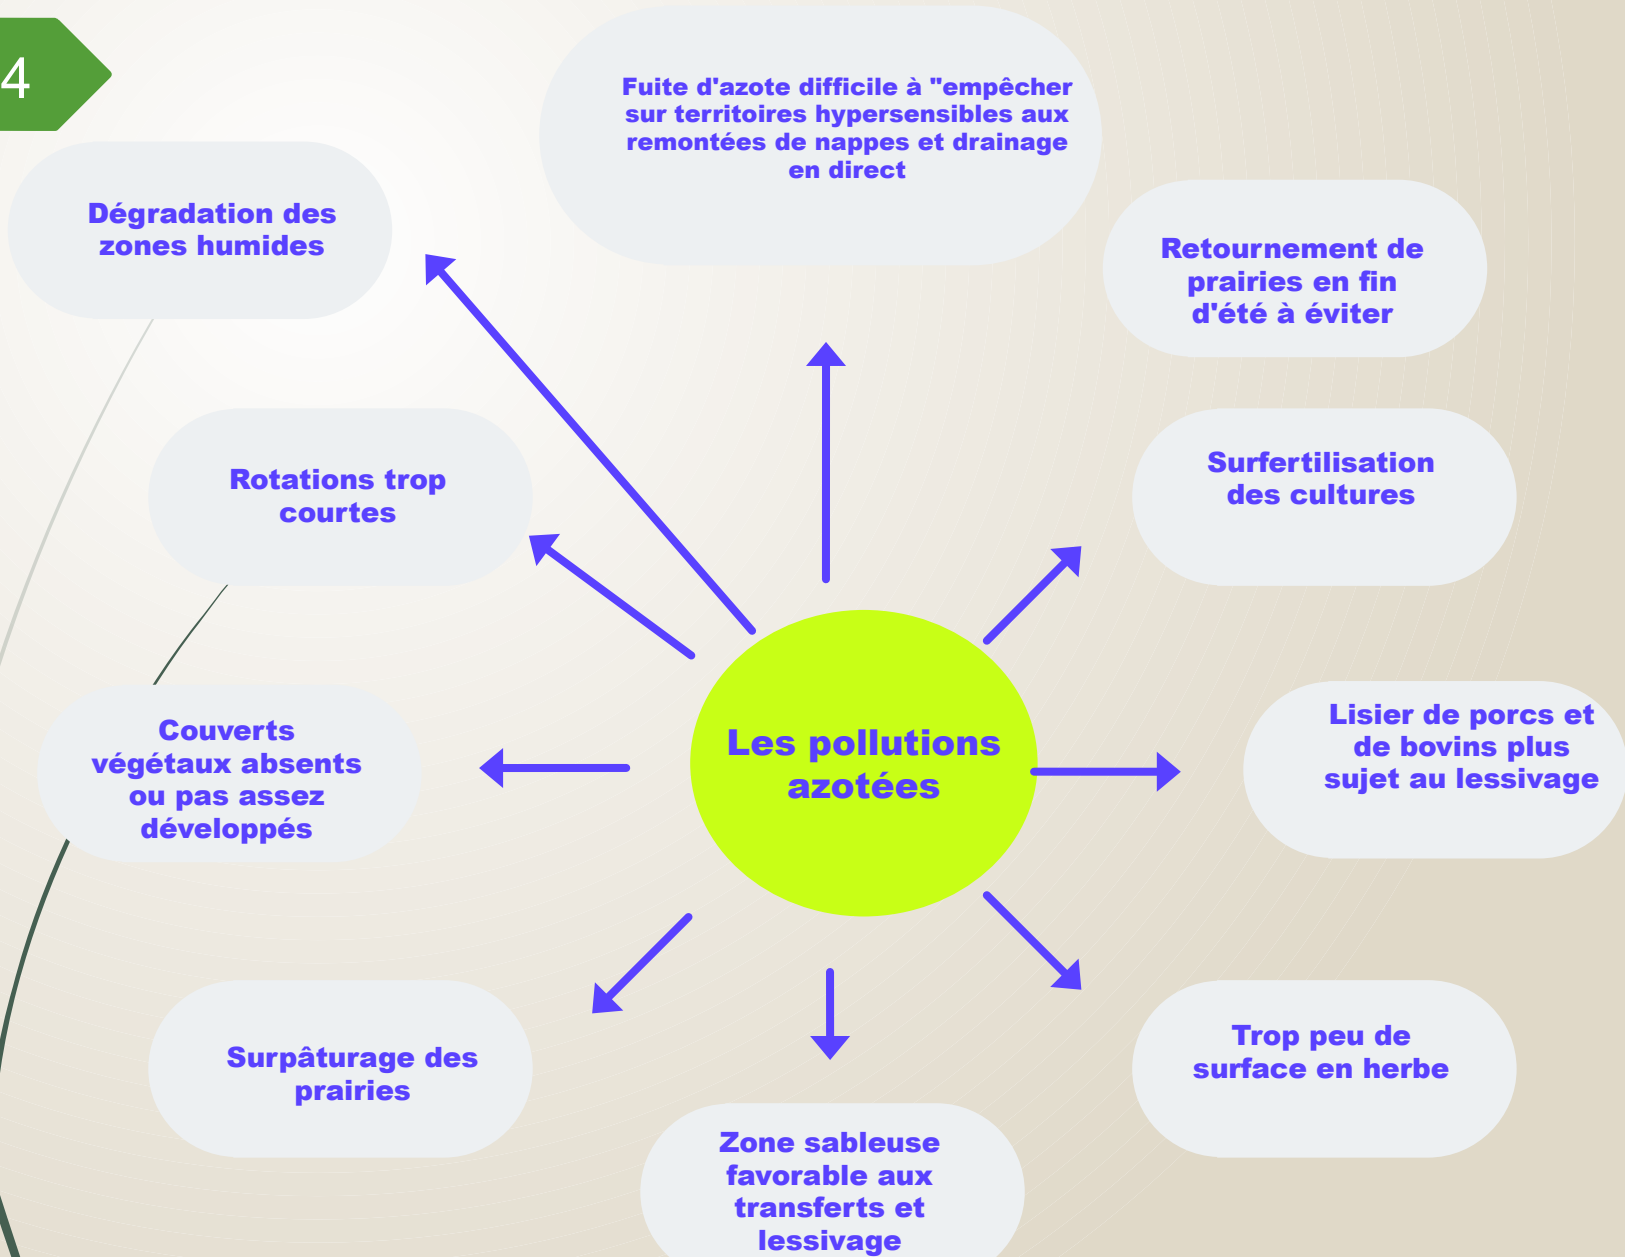 4
Fuite d'azote difficile à "empêcher
sur territoires hypersensibles aux
remontées de nappes et drainage
en direct
Dégradation des
zones humides
Retournement de
prairies en fin
d'été à éviter
Rotations trop
courtes
Surfertilisation
des cultures
Couverts
végétaux absents
ou pas assez
développés
Les pollutions
azotées
Lisier de porcs et
de bovins plus
sujet au lessivage
Surpâturage des
prairies
Trop peu de
surface en herbe
Zone sableuse
favorable aux
transferts et
lessivage